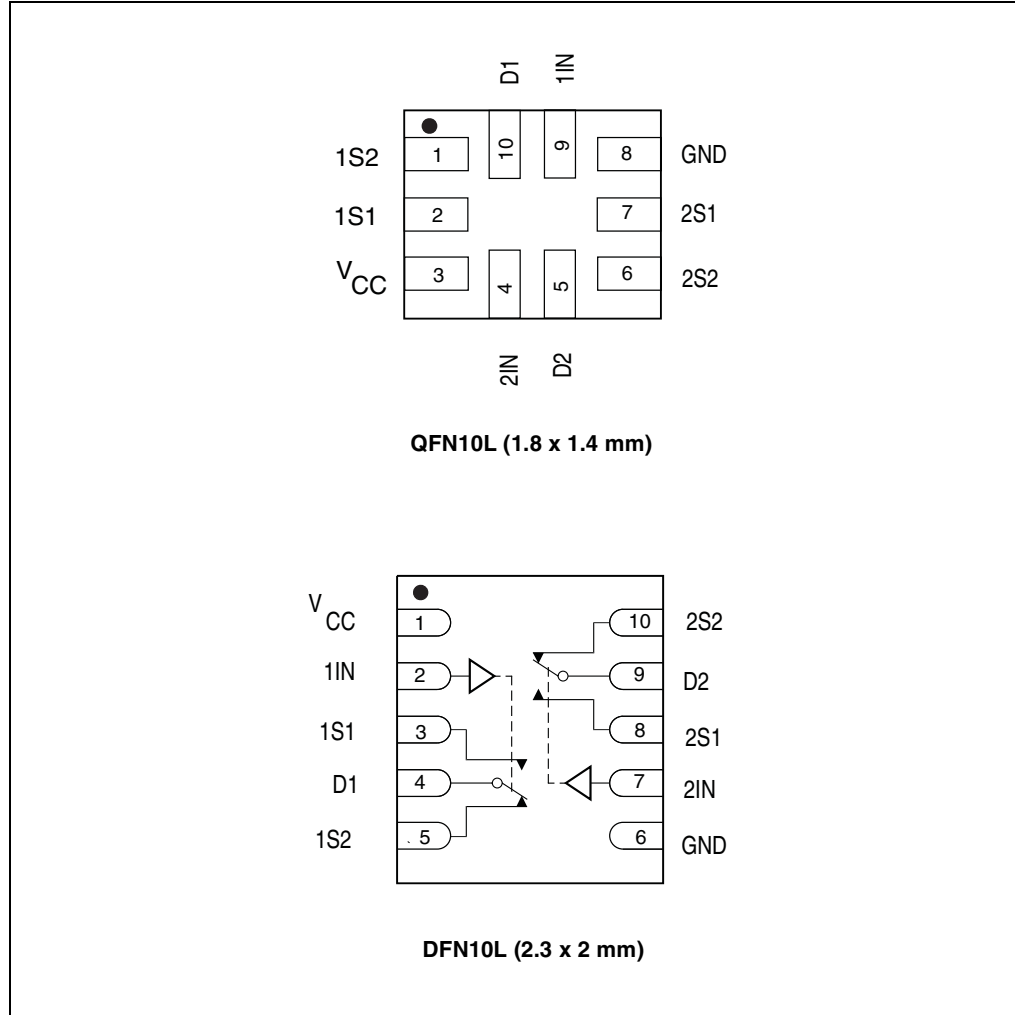 D1 1IN
1S2 1 10 9 8 GND
1S1 2 7 2S1
VCC 3 4 5 6 2S2
2IN D2
QFN10L (1.8 x 1.4 mm)
VCC 1 10 2S2
1IN 2 9 D2
1S1 3 8 2S1
D1 4 7 2IN
1S2 5 6 GND
DFN10L (2.3 x 2 mm)